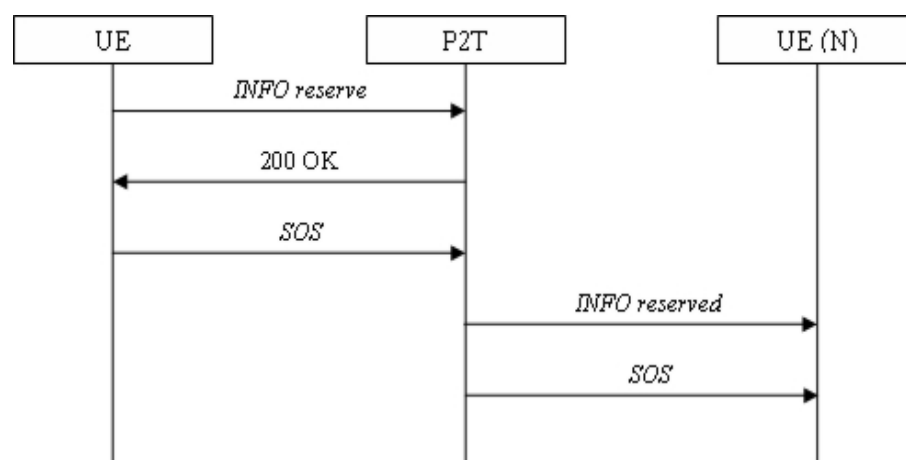 UE
P2T
UE (N)
INFO reserve
200 OK
SOS
INFO reserved
SOS